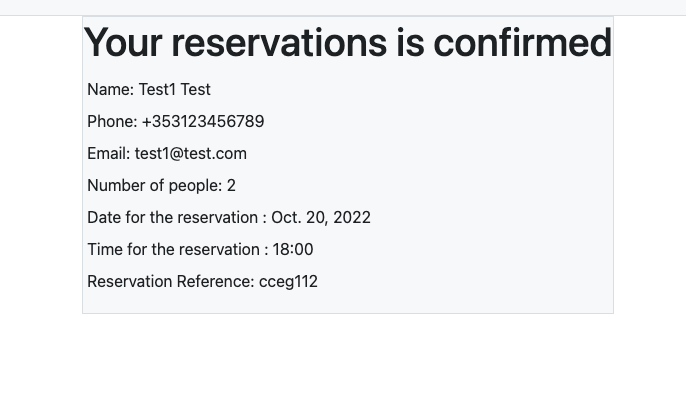 Your reservations is confirmed
Name: Test1 Test
Phone: +353123456789
Email: test1@test.com
Number of people: 2
Date for the reservation : Oct. 20, 2022
Time for the reservation : 18:00
Reservation Reference: cceg112